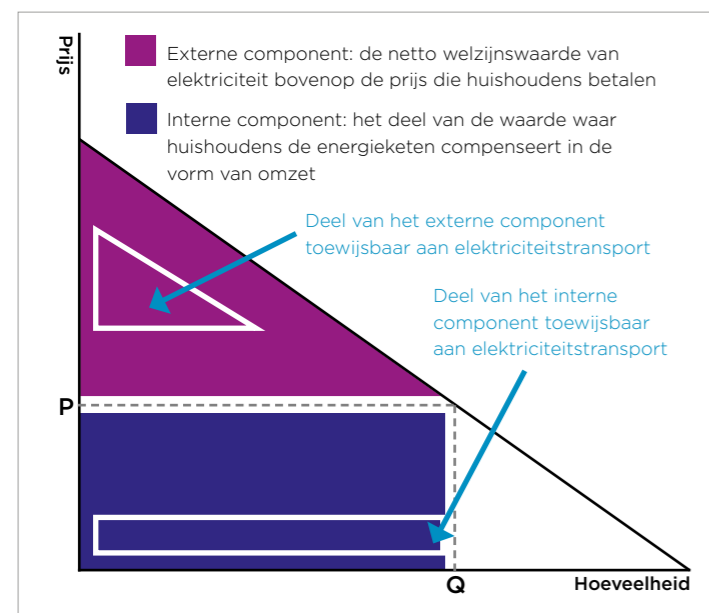 Prijs
Externe component: de netto welzijnswaarde van
elektriciteit bovenop de prijs die huishoudens betalen
Interne component: het deel van de waarde waar
huishoudens de energieketen compenseert in de
vorm van omzet
Deel van het externe component
toewijsbaar aan elektriciteitstransport
Deel van het interne
component toewijsbaar
aan elektriciteitstransport
P
Q
Hoeveelheid